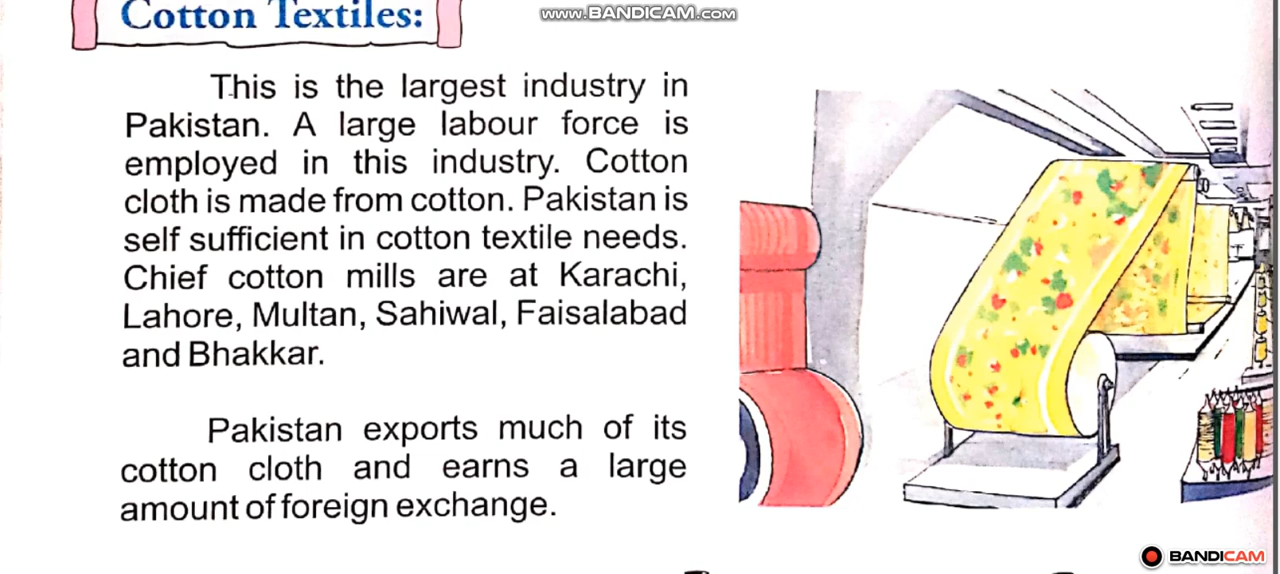 www.BANDICAM.com
Cotton Textiles:
This is the largest industry in
Pakistan. A large labour force is
employed in this industry. Cotton
cloth is made from cotton. Pakistan is
self sufficient in cotton textile needs.
Chief cotton mills are at Karachi,
Lahore, Multan, Sahiwal, Faisalabad
and Bhakkar.
Pakistan exports much of its
cotton cloth and earns a large
amount of foreign exchange.
BANDICAM